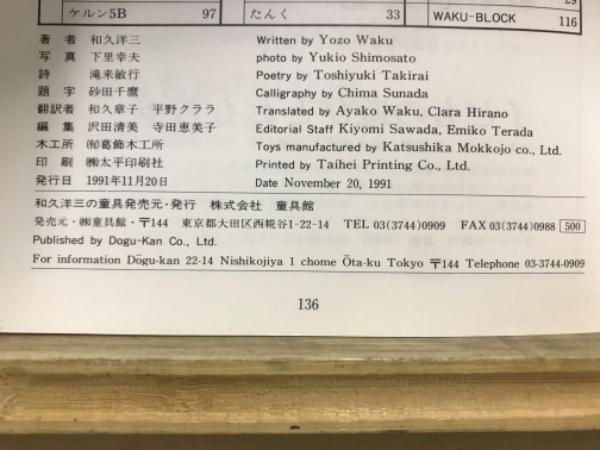 ケルン5B 97 たんく 33 WAKU-BLOCK 116
著者 和久洋三 Written by Yozo Waku
写真 下里幸夫 photo by Yukio Shimosato
詩 滝来敏行 Poetry by Toshiyuki Takirai
題字 砂田千麿 Calligraphy by Chima Sunada
翻訳者 和久章子 平野クララ Translated by Ayako Waku, Clara Hirano
編集 沢田清美 寺田恵美子 Editorial Staff Kiyomi Sawada, Emiko Terada
木工所 ㈲葛飾木工所 Toys manufactured by Katsushika Mokkojo co., Ltd.
印刷 ㈱太平印刷社 Printed by Taihei Printing Co., Ltd.
発行日 1991年11月20日 Date November 20, 1991
和久洋三の童具発売元・発行 株式会社 童具館
発売元・㈱童具館・〒144 東京都大田区西糀谷1-22-14 TEL 03(3744)0909 FAX 03(3744)0988 500
Published by Dogu-Kan Co., Ltd.
For information Dōgu-kan 22-14 Nishikojiya 1 chome Ōta-ku Tokyo 〒144 Telephone 03-3744-0909
136